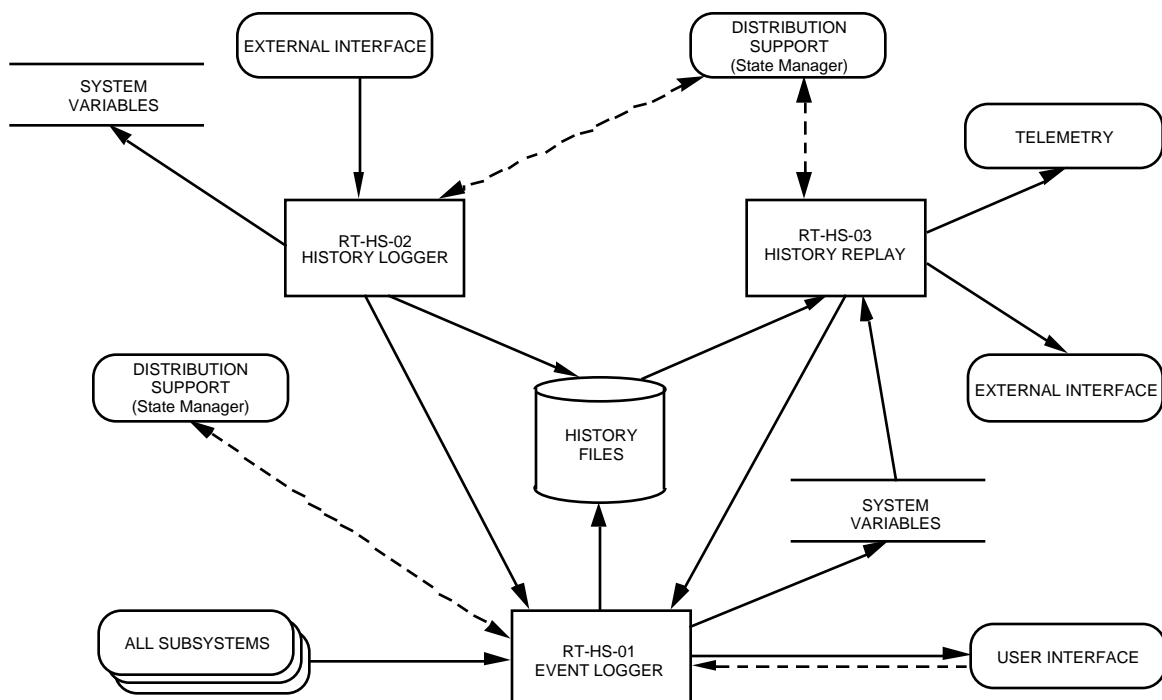 EXTERNAL INTERFACE
DISTRIBUTION
SUPPORT
(State Manager)
SYSTEM
VARIABLES
TELEMETRY
RT-HS-02
HISTORY LOGGER
RT-HS-03
HISTORY REPLAY
DISTRIBUTION
SUPPORT
(State Manager)
EXTERNAL INTERFACE
HISTORY
FILES
SYSTEM
VARIABLES
ALL SUBSYSTEMS
RT-HS-01
EVENT LOGGER
USER INTERFACE